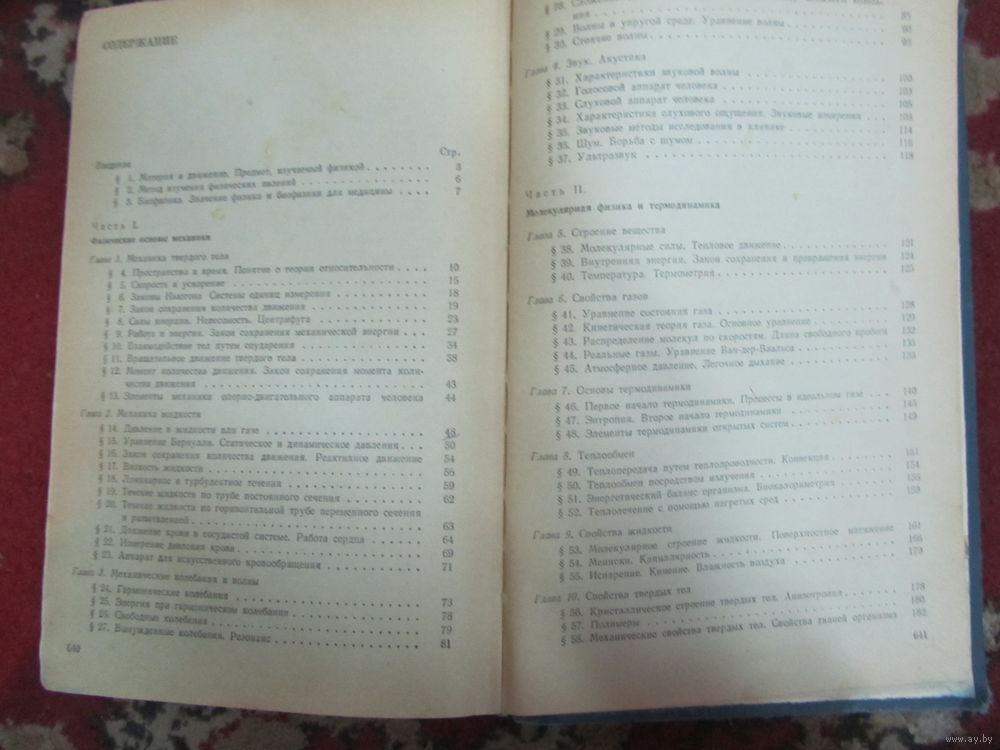 СОДЕРЖАНИЕ
Стр.
Введение
§ 1. Материя и движение. Предмет, изучаемый физикой . . . . . . . . 3
§ 2. Метод изучения физических явлений . . . . . . . . 6
§ 3. Биофизика. Значение физики и биофизики для медицины . . . . 7
Часть I.
Физические основы механики
Глава 1. Механика твердого тела
§ 4. Пространство и время. Понятие о теории относительности . . . . 10
§ 5. Скорость и ускорение . . . . . . . . 15
§ 6. Законы Ньютона. Системы единиц измерения . . . . . . . . 18
§ 7. Закон сохранения количества движения . . . . . . . . 19
§ 8. Силы инерции. Невесомость. Центрифуга . . . . . . . . 23
§ 9. Работа и энергия. Закон сохранения механической энергии . . . . 27
§ 10. Взаимодействие тел путем соударения . . . . . . . . 34
§ 11. Вращательное движение твердого тела . . . . . . . . 38
§ 12. Момент количества движения. Закон сохранения момента коли-
чества движения . . . . . . . . 43
§ 13. Элементы механики опорно-двигательного аппарата человека 44
Глава 2. Механика жидкости
§ 14. Давление в жидкости или газе . . . . . . . . 48
§ 15. Уравнение Бернулли. Статическое и динамическое давления . . . . 50
§ 16. Закон сохранения количества движения. Реактивное движение 54
§ 17. Вязкость жидкости . . . . . . . . 56
§ 18. Ламинарное и турбулентное течения . . . . . . . . 59
§ 19. Течение жидкости по трубе постоянного сечения . . . . . . . . 62
§ 20. Течение жидкости по горизонтальной трубе переменного сечения
и разветвленной . . . . . . . . 63
§ 21. Движение крови в сосудистой системе. Работа сердца . . . . 64
§ 22. Измерение давления крови . . . . . . . . 69
§ 23. Аппарат для искусственного кровообращения . . . . . . . . 71
Глава 3. Механические колебания и волны
§ 24. Гармонические колебания . . . . . . . . 73
§ 25. Энергия при гармоническом колебании . . . . . . . . 78
§ 26. Свободные колебания . . . . . . . . 79
§ 27. Вынужденные колебания. Резонанс . . . . . . . . 81
640
§ 28.
ния . . . . . . . .
§ 29. Волны в упругой среде. Уравнение волны . . . . . . . .
§ 30. Стоячие волны . . . . . . . .
Глава 4. Звук. Акустика
§ 31. Характеристики звуковой волны . . . . . . . . 100
§ 32. Голосовой аппарат человека . . . . . . . . 103
§ 33. Слуховой аппарат человека . . . . . . . . 105
§ 34. Характеристики слухового ощущения. Звуковые измерения . . . . 108
§ 35. Звуковые методы исследования в клинике . . . . . . . . 114
§ 36. Шум. Борьба с шумом . . . . . . . . 116
§ 37. Ультразвук . . . . . . . . 118
Часть II.
Молекулярная физика и термодинамика
Глава 5. Строение вещества
§ 38. Молекулярные силы. Тепловое движение . . . . . . . . 121
§ 39. Внутренняя энергия. Закон сохранения и превращения энергии 124
§ 40. Температура. Термометрия . . . . . . . . 125
Глава 6. Свойства газов
§ 41. Уравнение состояния газа . . . . . . . . 128
§ 42. Кинетическая теория газа. Основное уравнение . . . . . . . . 129
§ 43. Распределение молекул по скоростям. Длина свободного пробега 132
§ 44. Реальные газы. Уравнение Ван-дер-Ваальса . . . . . . . .
§ 45. Атмосферное давление. Легочное дыхание . . . . . . . .
Глава 7. Основы термодинамики
§ 46. Первое начало термодинамики. Процессы в идеальном газе . . . 140
§ 47. Энтропия. Второе начало термодинамики . . . . . . . . 145
§ 48. Элементы термодинамики открытых систем . . . . . . . . 149
Глава 8. Теплообмен
§ 49. Теплопередача путем теплопроводности. Конвекция . . . . . . . . 151
§ 50. Теплообмен посредством излучения . . . . . . . . 154
§ 51. Энергетический баланс организма. Биокалориметрия . . . . . . . .
§ 52. Теплолечение с помощью нагретых сред . . . . . . . .
Глава 9. Свойства жидкости
§ 53. Молекулярное строение жидкости. Поверхностное натяжение 161
§ 54. Мениски. Капиллярность . . . . . . . . 166
§ 55. Испарение. Кипение. Влажность воздуха . . . . . . . .
Глава 10. Свойства твердых тел
§ 56. Кристаллическое строение твердых тел. Анизотропия . . . . . . . . 178
§ 57. Полимеры . . . . . . . . 180
§ 58. Механические свойства твердых тел. Свойства тканей организма 182
641
www.ay.by